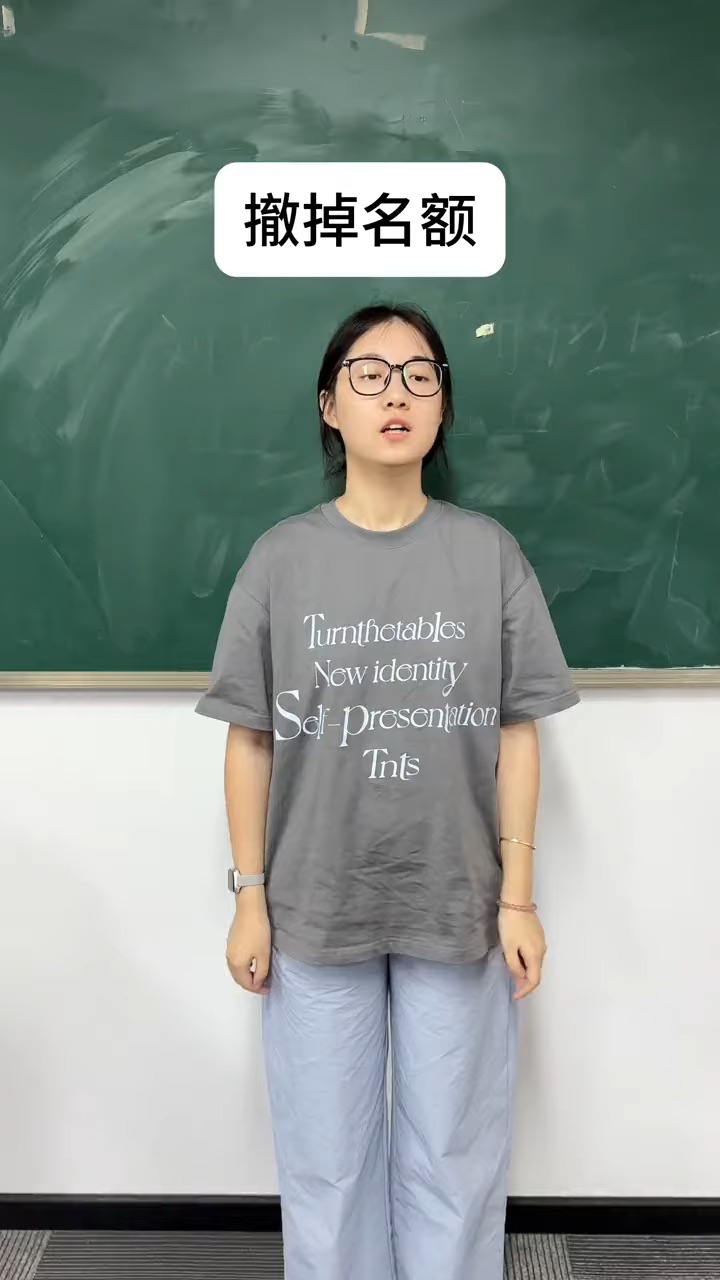 撤掉名额
Turnthetables
New identity
Self-presentation
Tnts